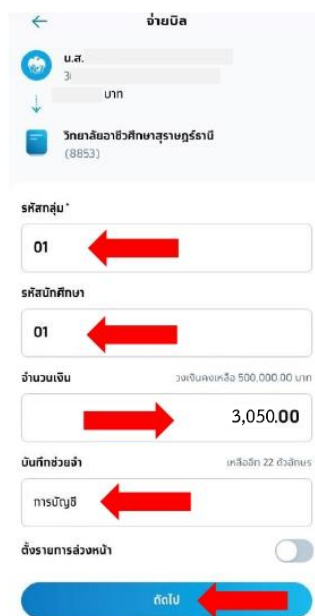 จ่ายบิล
น.ส.
บาท
วิทยาลัยอาชีวศึกษาสุราษฎร์ธานี
(8853)
รหัสกลุ่ม*
01
รหัสนักศึกษา
01
จำนวนเงิน วงเงินคงเหลือ 500,000.00 บาท
3,050.00
บันทึกช่วยจำ เหลืออีก 22 ตัวอักษร
การบัญชี
ตั้งรายการล่วงหน้า
ถัดไป